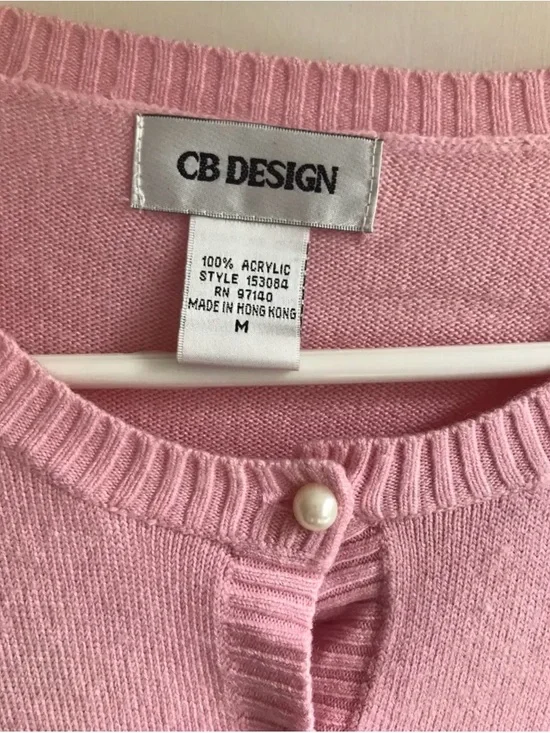 CB DESIGN
100% ACRYLIC
STYLE 153084
RN 97140
MADE IN HONG KONG
M